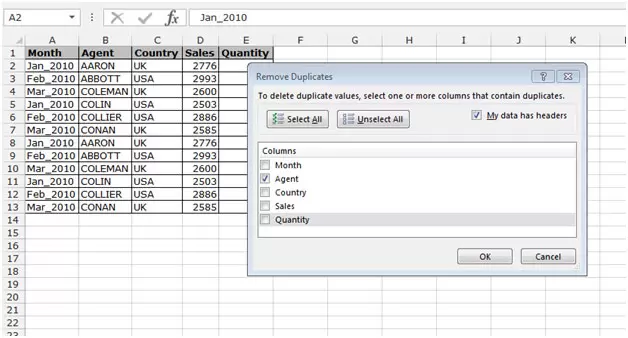 A2 fx Jan_2010
A B C D E F G H I J K
1 Month Agent Country Sales Quantity
2 Jan_2010 AARON UK 2776
3 Feb_2010 ABBOTT USA 2993
4 Mar_2010 COLEMAN UK 2600
5 Jan_2010 COLIN USA 2503
6 Feb_2010 COLLIER USA 2886
7 Mar_2010 CONAN UK 2585
8 Jan_2010 AARON UK 2776
9 Feb_2010 ABBOTT USA 2993
10 Mar_2010 COLEMAN UK 2600
11 Jan_2010 COLIN USA 2503
12 Feb_2010 COLLIER USA 2886
13 Mar_2010 CONAN UK 2585
14
15
16
17
18
19
20
21
22
23
Remove Duplicates ?
To delete duplicate values, select one or more columns that contain duplicates.
Select All Unselect All My data has headers
Columns
Month
Agent
Country
Sales
Quantity
OK Cancel